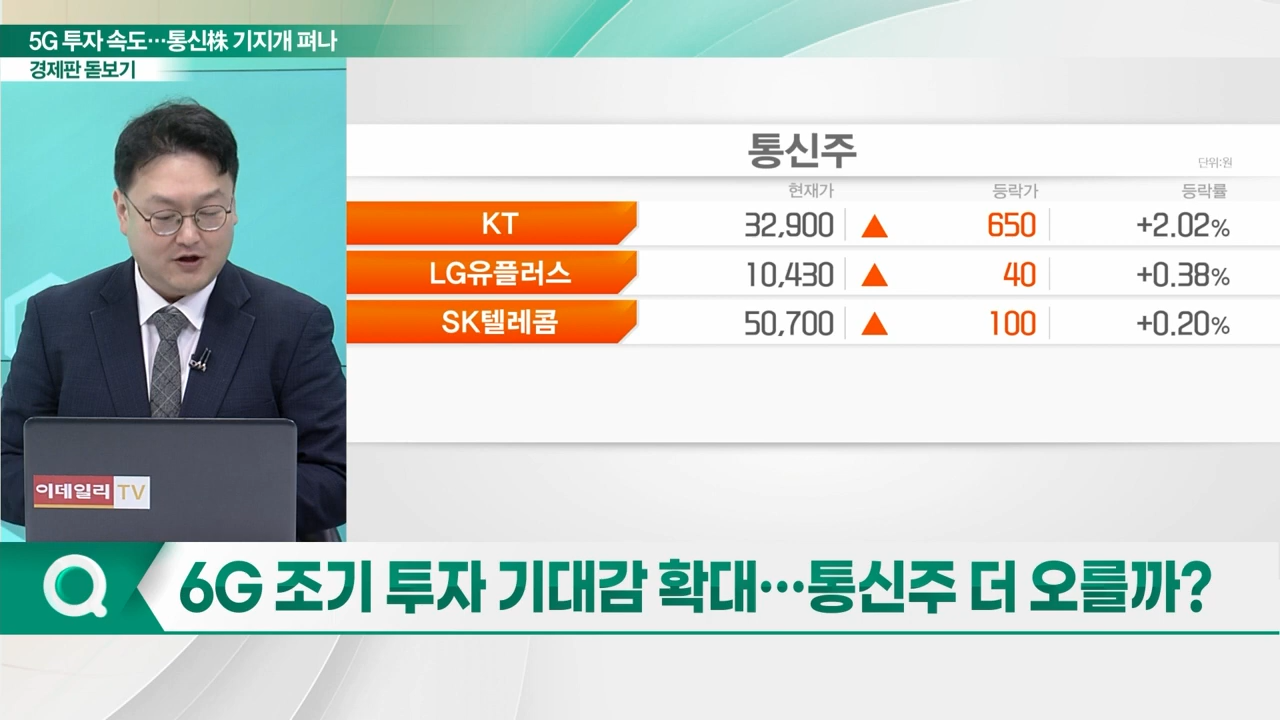 5G 투자 속도…통신株 기지개 펴나
경제판 돋보기
통신주
단위:원
현재가 등락가 등락률
KT 32,900 ▲ 650 +2.02%
LG유플러스 10,430 ▲ 40 +0.38%
SK텔레콤 50,700 ▲ 100 +0.20%
이데일리 TV
Q 6G 조기 투자 기대감 확대…통신주 더 오를까?